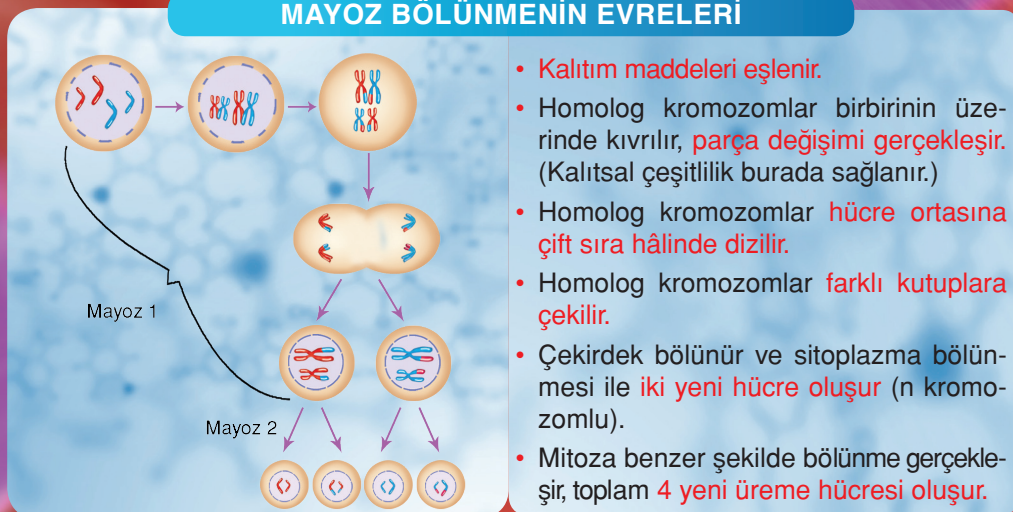 MAYOZ BÖLÜNMENİN EVRELERİ
Mayoz 1
Mayoz 2
• Kalıtım maddeleri eşlenir.
• Homolog kromozomlar birbirinin üze-
rinde kıvrılır, parça değişimi gerçekleşir.
(Kalıtsal çeşitlilik burada sağlanır.)
• Homolog kromozomlar hücre ortasına
çift sıra hâlinde dizilir.
• Homolog kromozomlar farklı kutuplara
çekilir.
• Çekirdek bölünür ve sitoplazma bölün-
mesi ile iki yeni hücre oluşur (n kromo-
zomlu).
• Mitoza benzer şekilde bölünme gerçekle-
şir, toplam 4 yeni üreme hücresi oluşur.